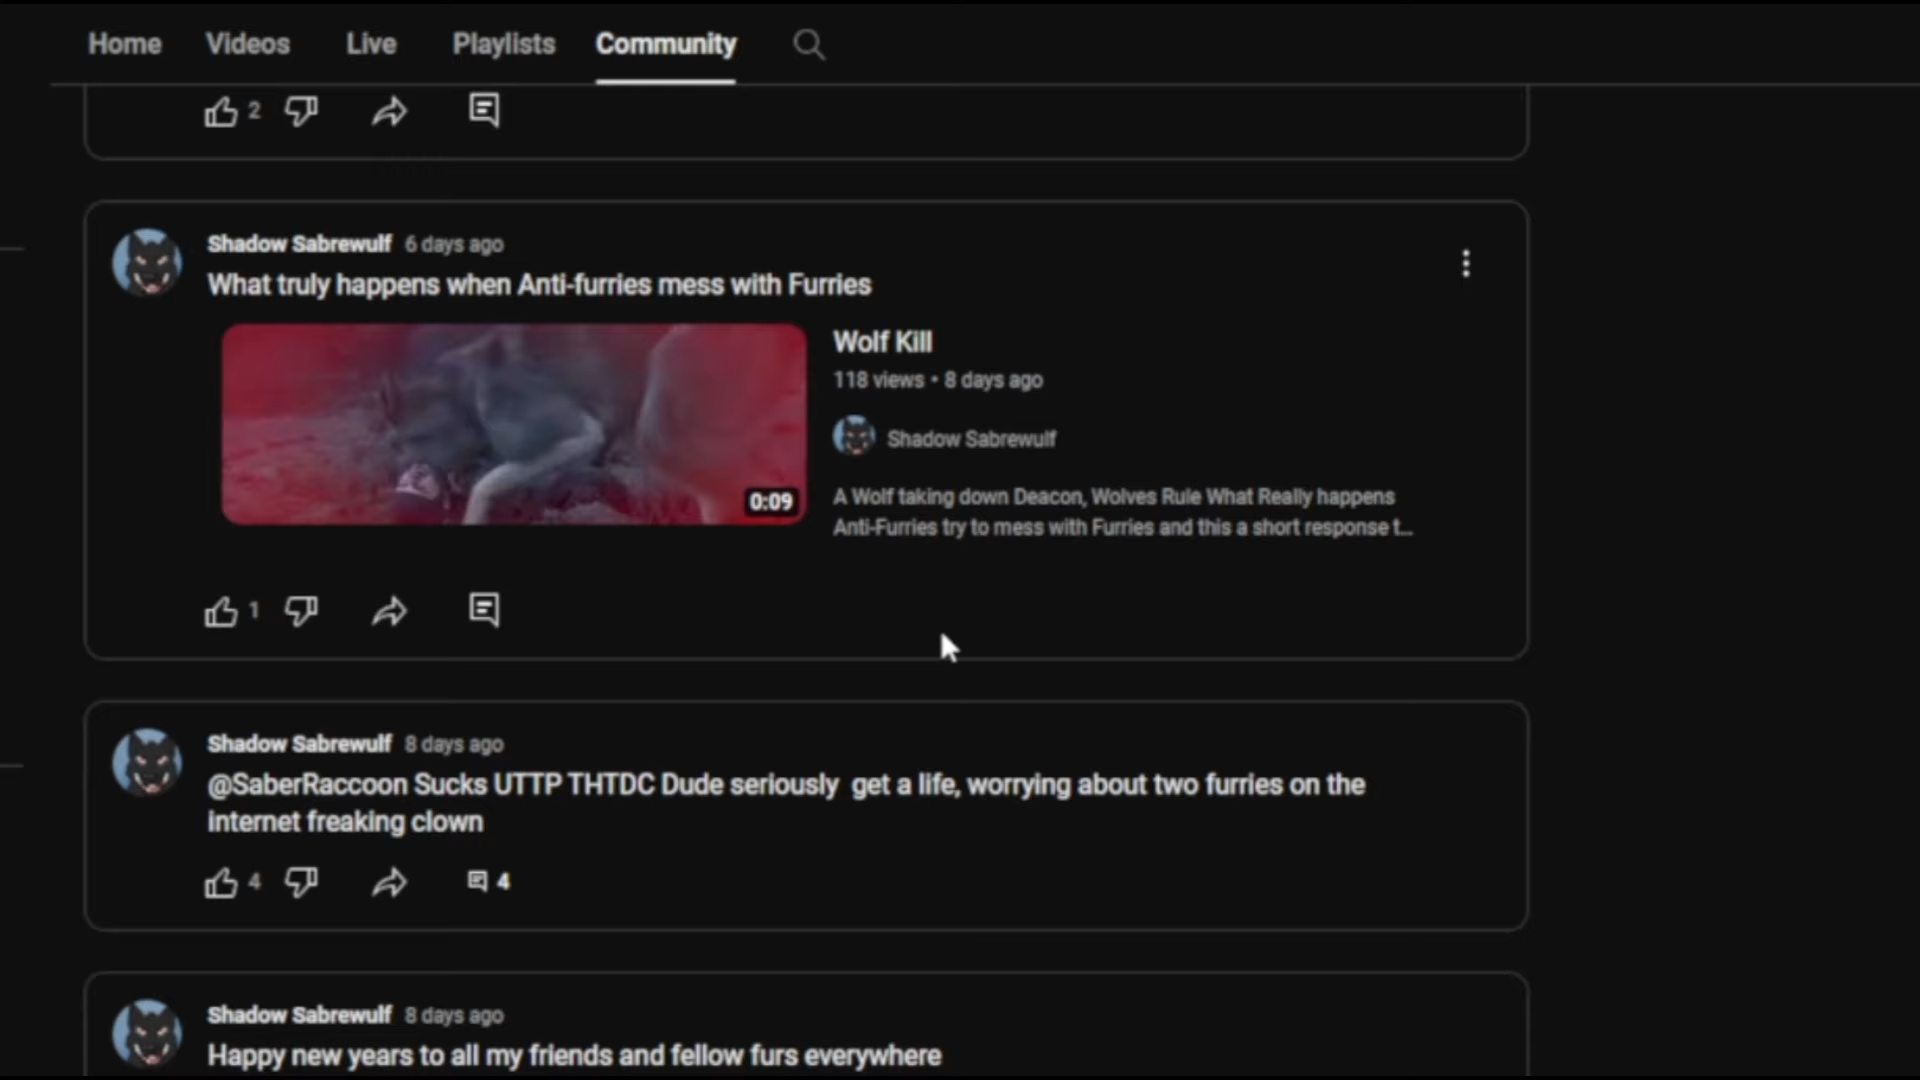 Home Videos Live Playlists Community
2
Shadow Sabrewulf 6 days ago
What truly happens when Anti-furries mess with Furries
Wolf Kill
118 views • 8 days ago
Shadow Sabrewulf
A Wolf taking down Deacon, Wolves Rule What Really happens
Anti-Furries try to mess with Furries and this a short response t...
0:09
1
Shadow Sabrewulf 8 days ago
@SaberRaccoon Sucks UTTP THTDC Dude seriously get a life, worrying about two furries on the
internet freaking clown
4 4
Shadow Sabrewulf 8 days ago
Happy new years to all my friends and fellow furs everywhere